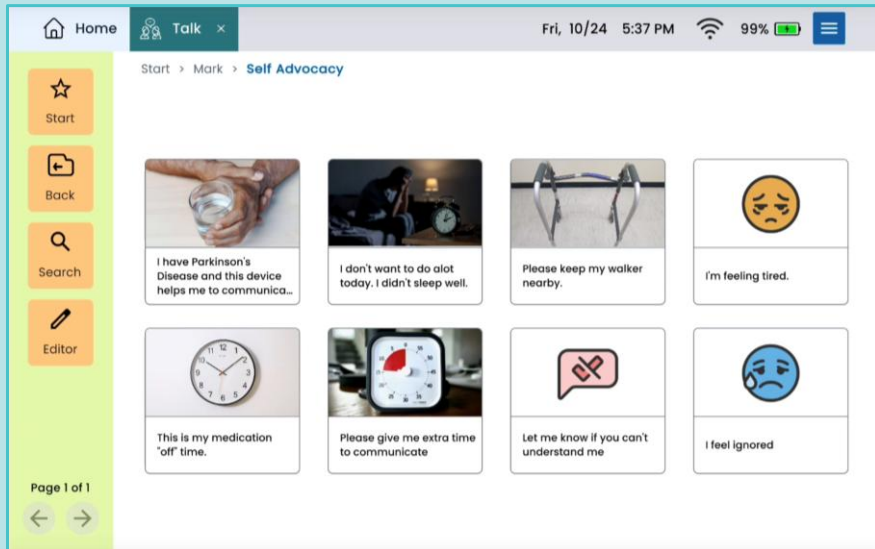 Home
Talk ×
Fri, 10/24 5:37 PM
99%
Start > Mark > Self Advocacy
Start
Back
Search
Editor
I have Parkinson's
Disease and this device
helps me to communica...
I don't want to do alot
today. I didn't sleep well.
Please keep my walker
nearby.
I'm feeling tired.
This is my medication
"off" time.
Please give me extra time
to communicate
Let me know if you can't
understand me
I feel ignored
Page 1 of 1